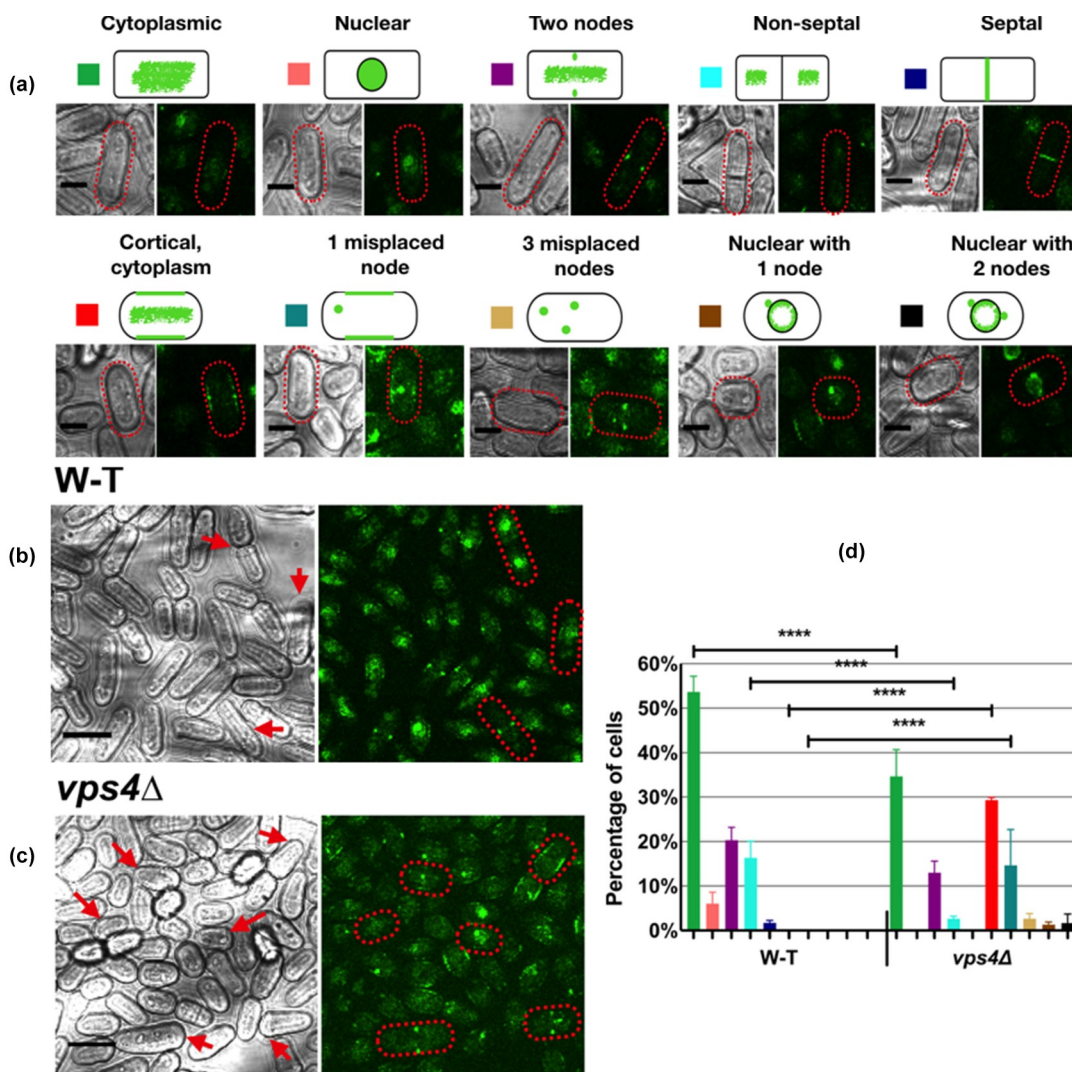 Cytoplasmic Nuclear Two nodes Non-septal Septal
(a)
Cortical, cytoplasm 1 misplaced node 3 misplaced nodes Nuclear with 1 node Nuclear with 2 nodes
W-T
(b)
(d)
vps4Δ
(c)
****
****
****
****
60%
50%
40%
30%
20%
10%
0%
Percentage of cells
W-T vps4Δ